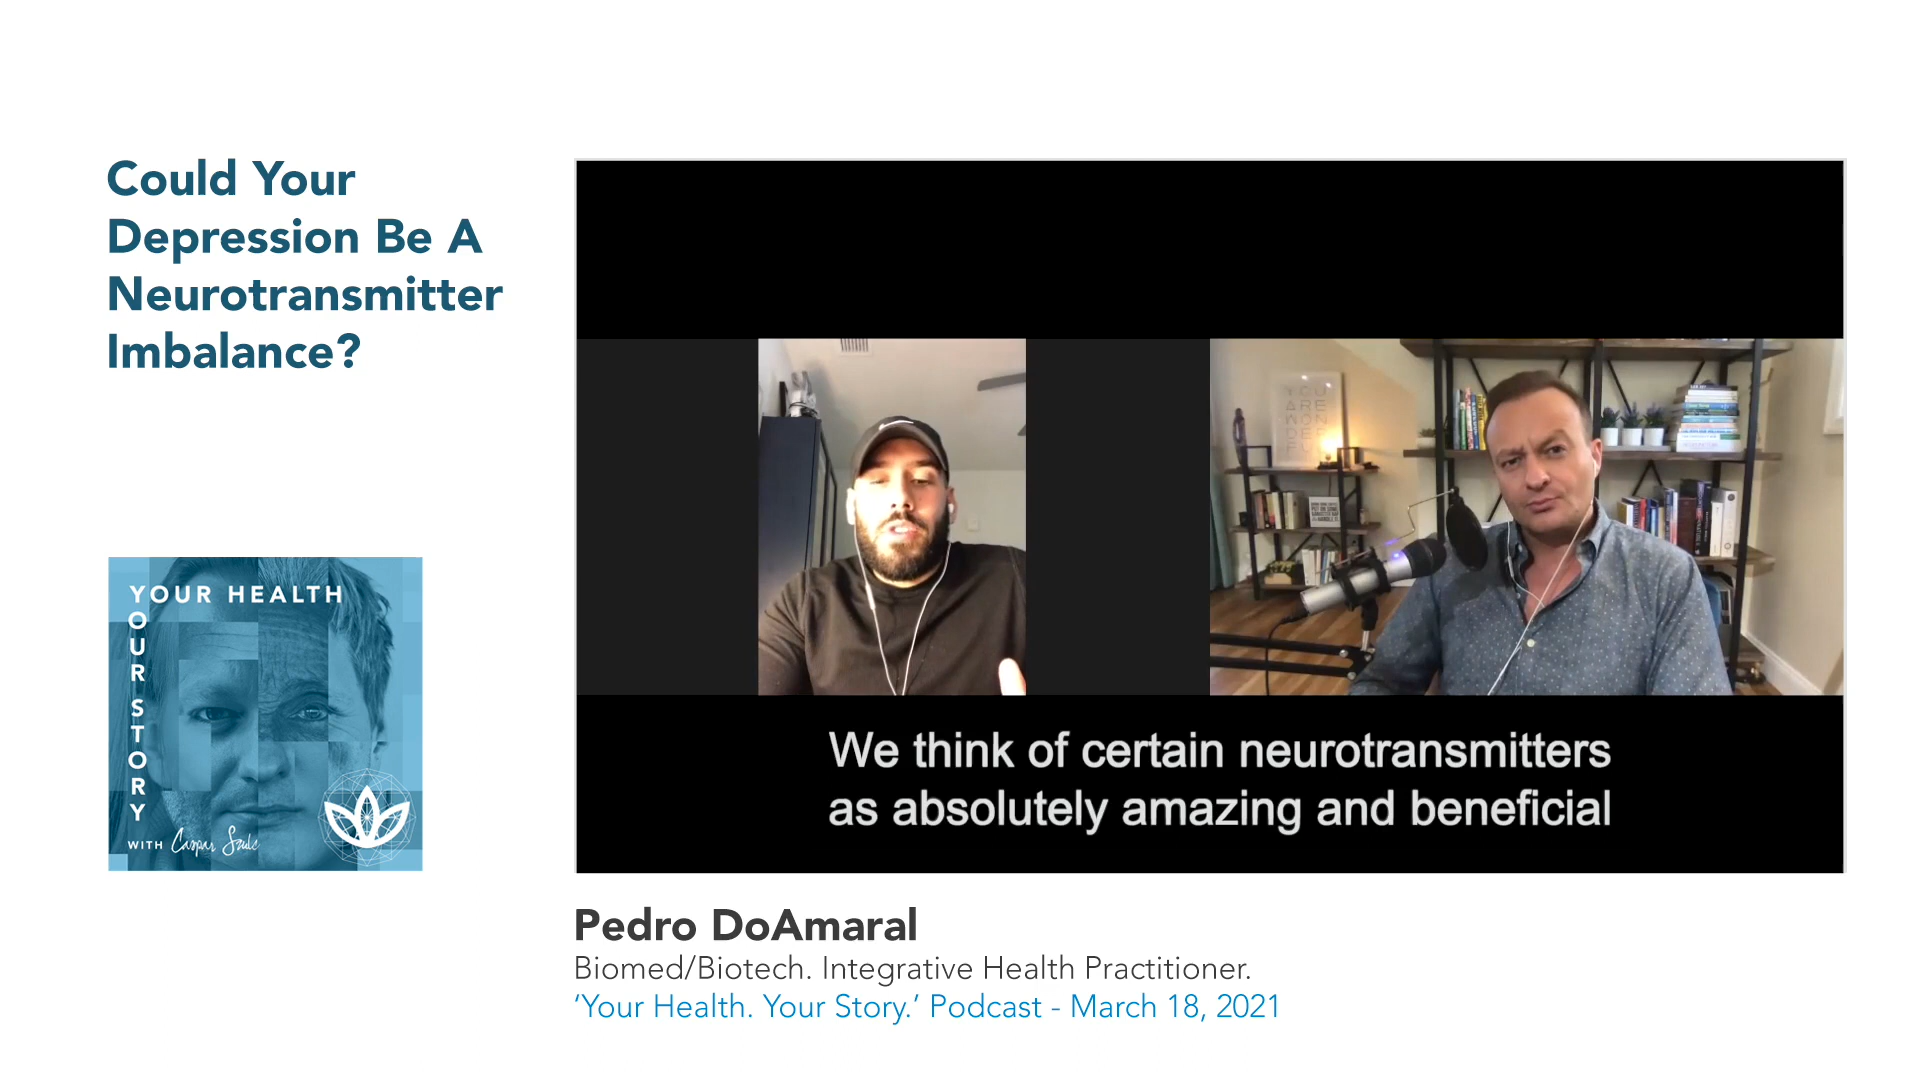 Could Your
Depression Be A
Neurotransmitter
Imbalance?
YOUR HEALTH
YOUR STORY
WITH Caspar Szulc
We think of certain neurotransmitters
as absolutely amazing and beneficial
Pedro DoAmaral
Biomed/Biotech. Integrative Health Practitioner.
‘Your Health. Your Story.’ Podcast - March 18, 2021